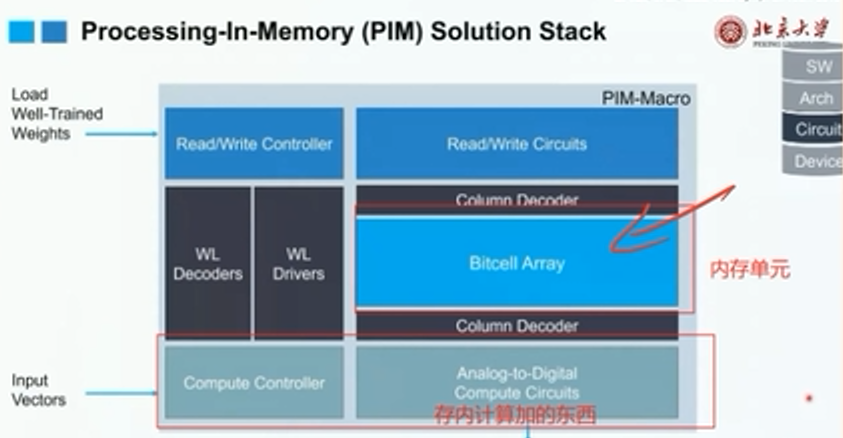 Processing-In-Memory (PIM) Solution Stack
北京大学
SW
Arch
Circuit
Device
Load
Well-Trained
Weights
PIM-Macro
Read/Write Controller
Read/Write Circuits
Column Decoder
WL
Decoders
WL
Drivers
Bitcell Array
内存单元
Column Decoder
Input
Vectors
Compute Controller
Analog-to-Digital
Compute Circuits
存内计算加的东西